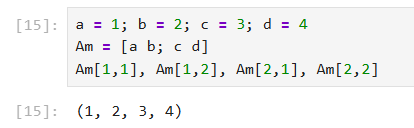 [15]: a = 1; b = 2; c = 3; d = 4
Am = [a b; c d]
Am[1,1], Am[1,2], Am[2,1], Am[2,2]
[15]: (1, 2, 3, 4)